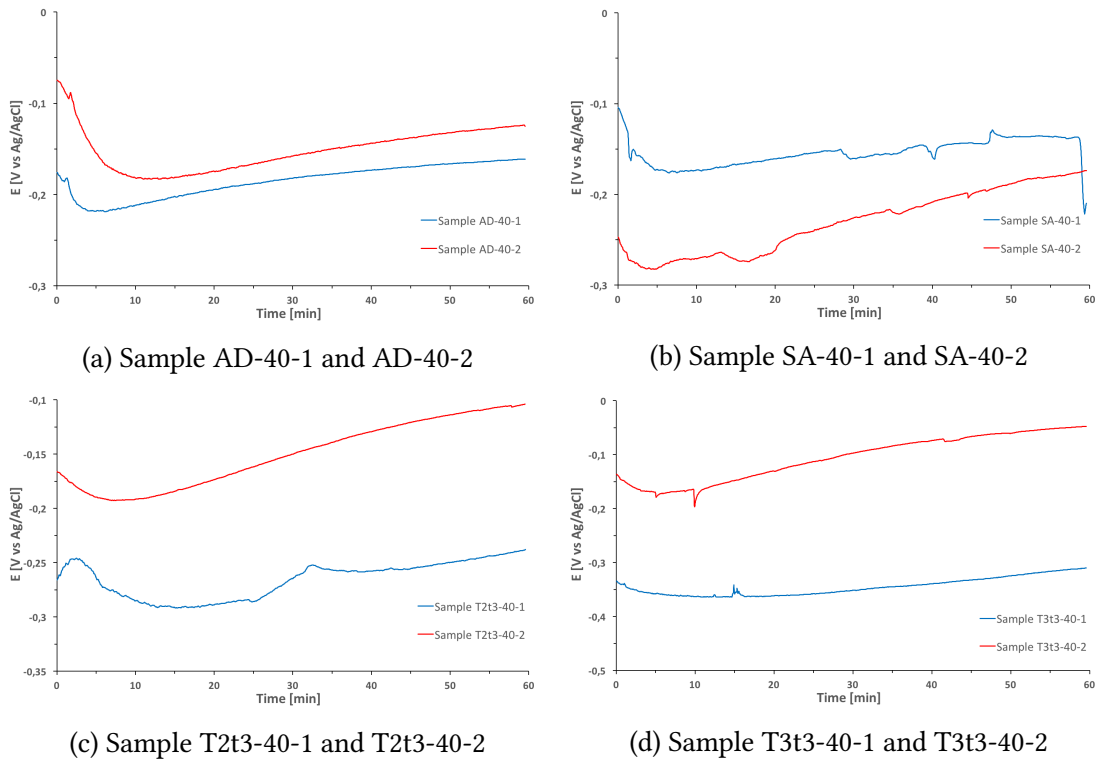 0
-0,1
-0,2
-0,3
E [V vs Ag/AgCl]
0
10
20
30
40
50
60
Time [min]
Sample AD-40-1
Sample AD-40-2
(a) Sample AD-40-1 and AD-40-2
0
-0,1
-0,2
-0,3
E [V vs Ag/AgCl]
0
10
20
30
40
50
60
Time [min]
Sample SA-40-1
Sample SA-40-2
(b) Sample SA-40-1 and SA-40-2
-0,1
-0,15
-0,2
-0,25
-0,3
-0,35
E [V vs Ag/AgCl]
0
10
20
30
40
50
60
Time [min]
Sample T2t3-40-1
Sample T2t3-40-2
(c) Sample T2t3-40-1 and T2t3-40-2
0
-0,1
-0,2
-0,3
-0,4
-0,5
E [V vs Ag/AgCl]
0
10
20
30
40
50
60
Time [min]
Sample T3t3-40-1
Sample T3t3-40-2
(d) Sample T3t3-40-1 and T3t3-40-2